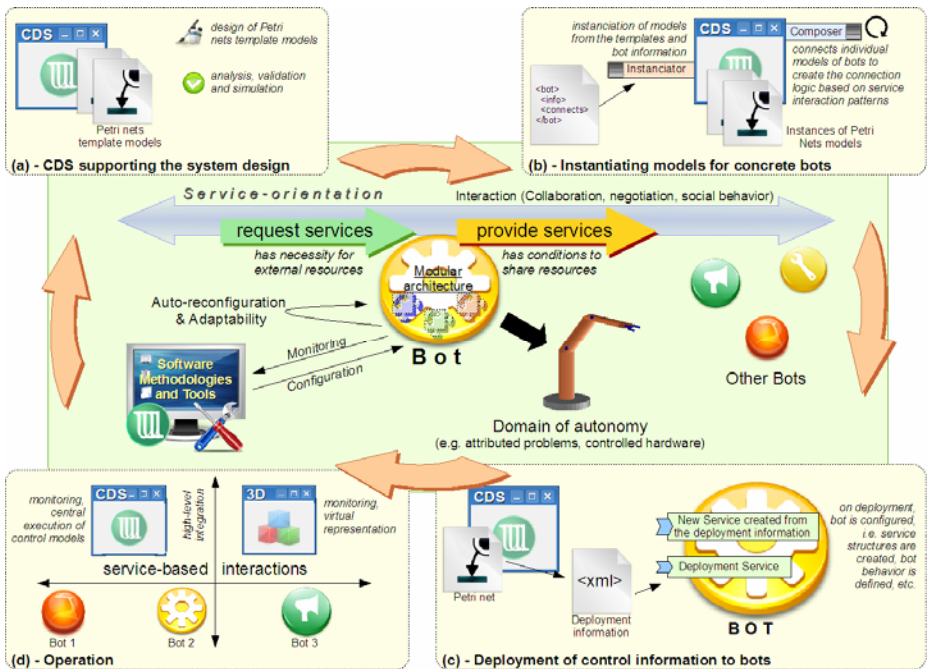 CDS
design of Petri
nets template models
analysis, validation
and simulation
Petri nets
template models
(a) - CDS supporting the system design
instanciation of models
from the templates and
bot information
Instanciator
<bot>
<info>
<connects>
</bot>
CDS
Composer
connects individual
models of bots to
create the connection
logic based on service
interaction patterns
Instances of Petri
Nets models
(b) - Instantiating models for concrete bots
Service-orientation
Interaction (Collaboration, negotiation, social behavior)
request services
provide services
has necessity for
external resources
has conditions to
share resources
Modular
architecture
Bot
Auto-reconfiguration
& Adaptability
Monitoring
Configuration
Software
Methodologies
and Tools
Domain of autonomy
(e.g. attributed problems, controlled hardware)
Other Bots
monitoring,
central
execution of
control models
CDS
high-level
integration
3D
monitoring,
virtual
representation
service-based interactions
Bot 1
Bot 2
Bot 3
(d) - Operation
CDS
Petri net
<xml>
Deployment
information
New Service created from
the deployment information
Deployment Service
BOT
on deployment,
bot is configured,
i.e. service
structures are
created, bot
behavior is
defined, etc.
(c) - Deployment of control information to bots